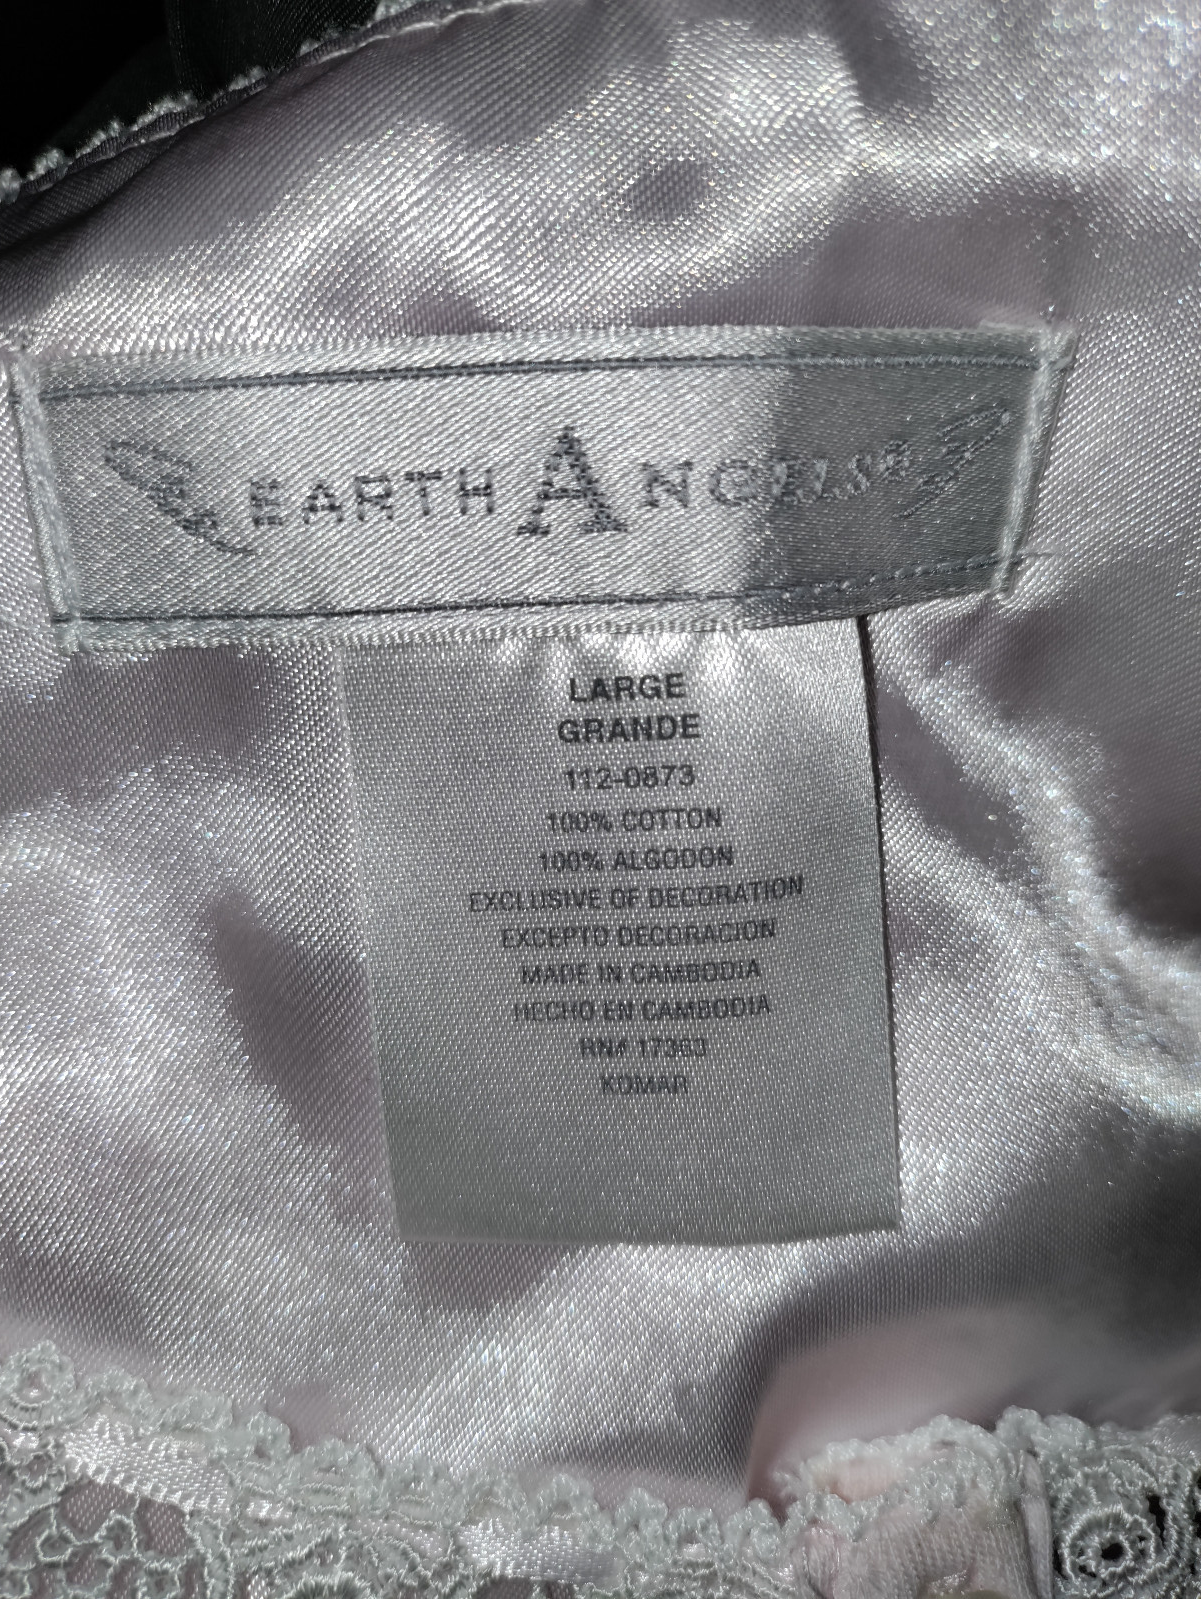 EARTH ANGELS®
LARGE
GRANDE
112-0873
100% COTTON
100% ALGODON
EXCLUSIVE OF DECORATION
EXCEPTO DECORACION
MADE IN CAMBODIA
HECHO EN CAMBODIA
RN# 17363
KOMAR